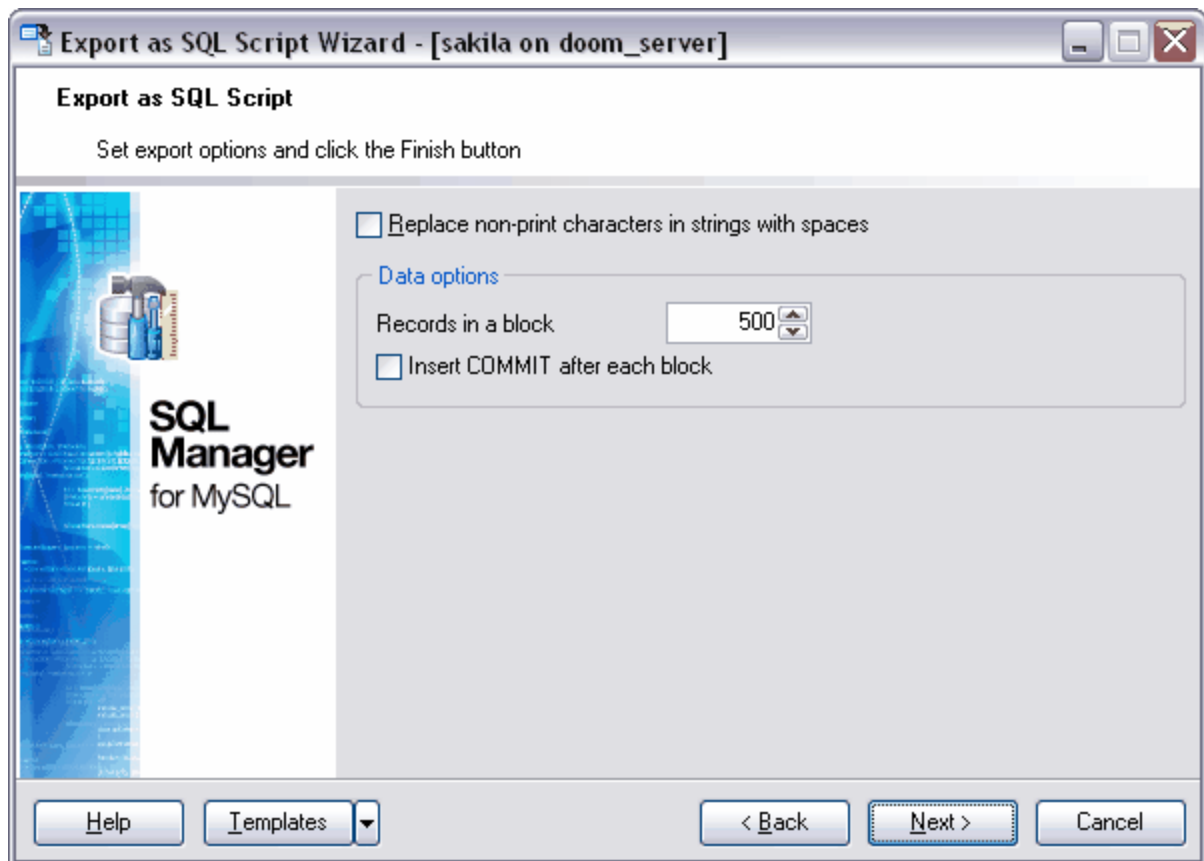 Export as SQL Script Wizard - [sakila on doom_server]
Export as SQL Script
Set export options and click the Finish button
Replace non-print characters in strings with spaces
Data options
Records in a block
500
Insert COMMIT after each block
SQL
Manager
for MySQL
Help
Templates
< Back
Next >
Cancel